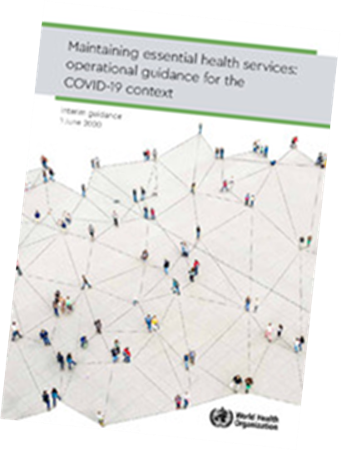 Maintaining essential health services:
operational guidance for the
COVID-19 context
Interim guidance
1 June 2020
World Health
Organization